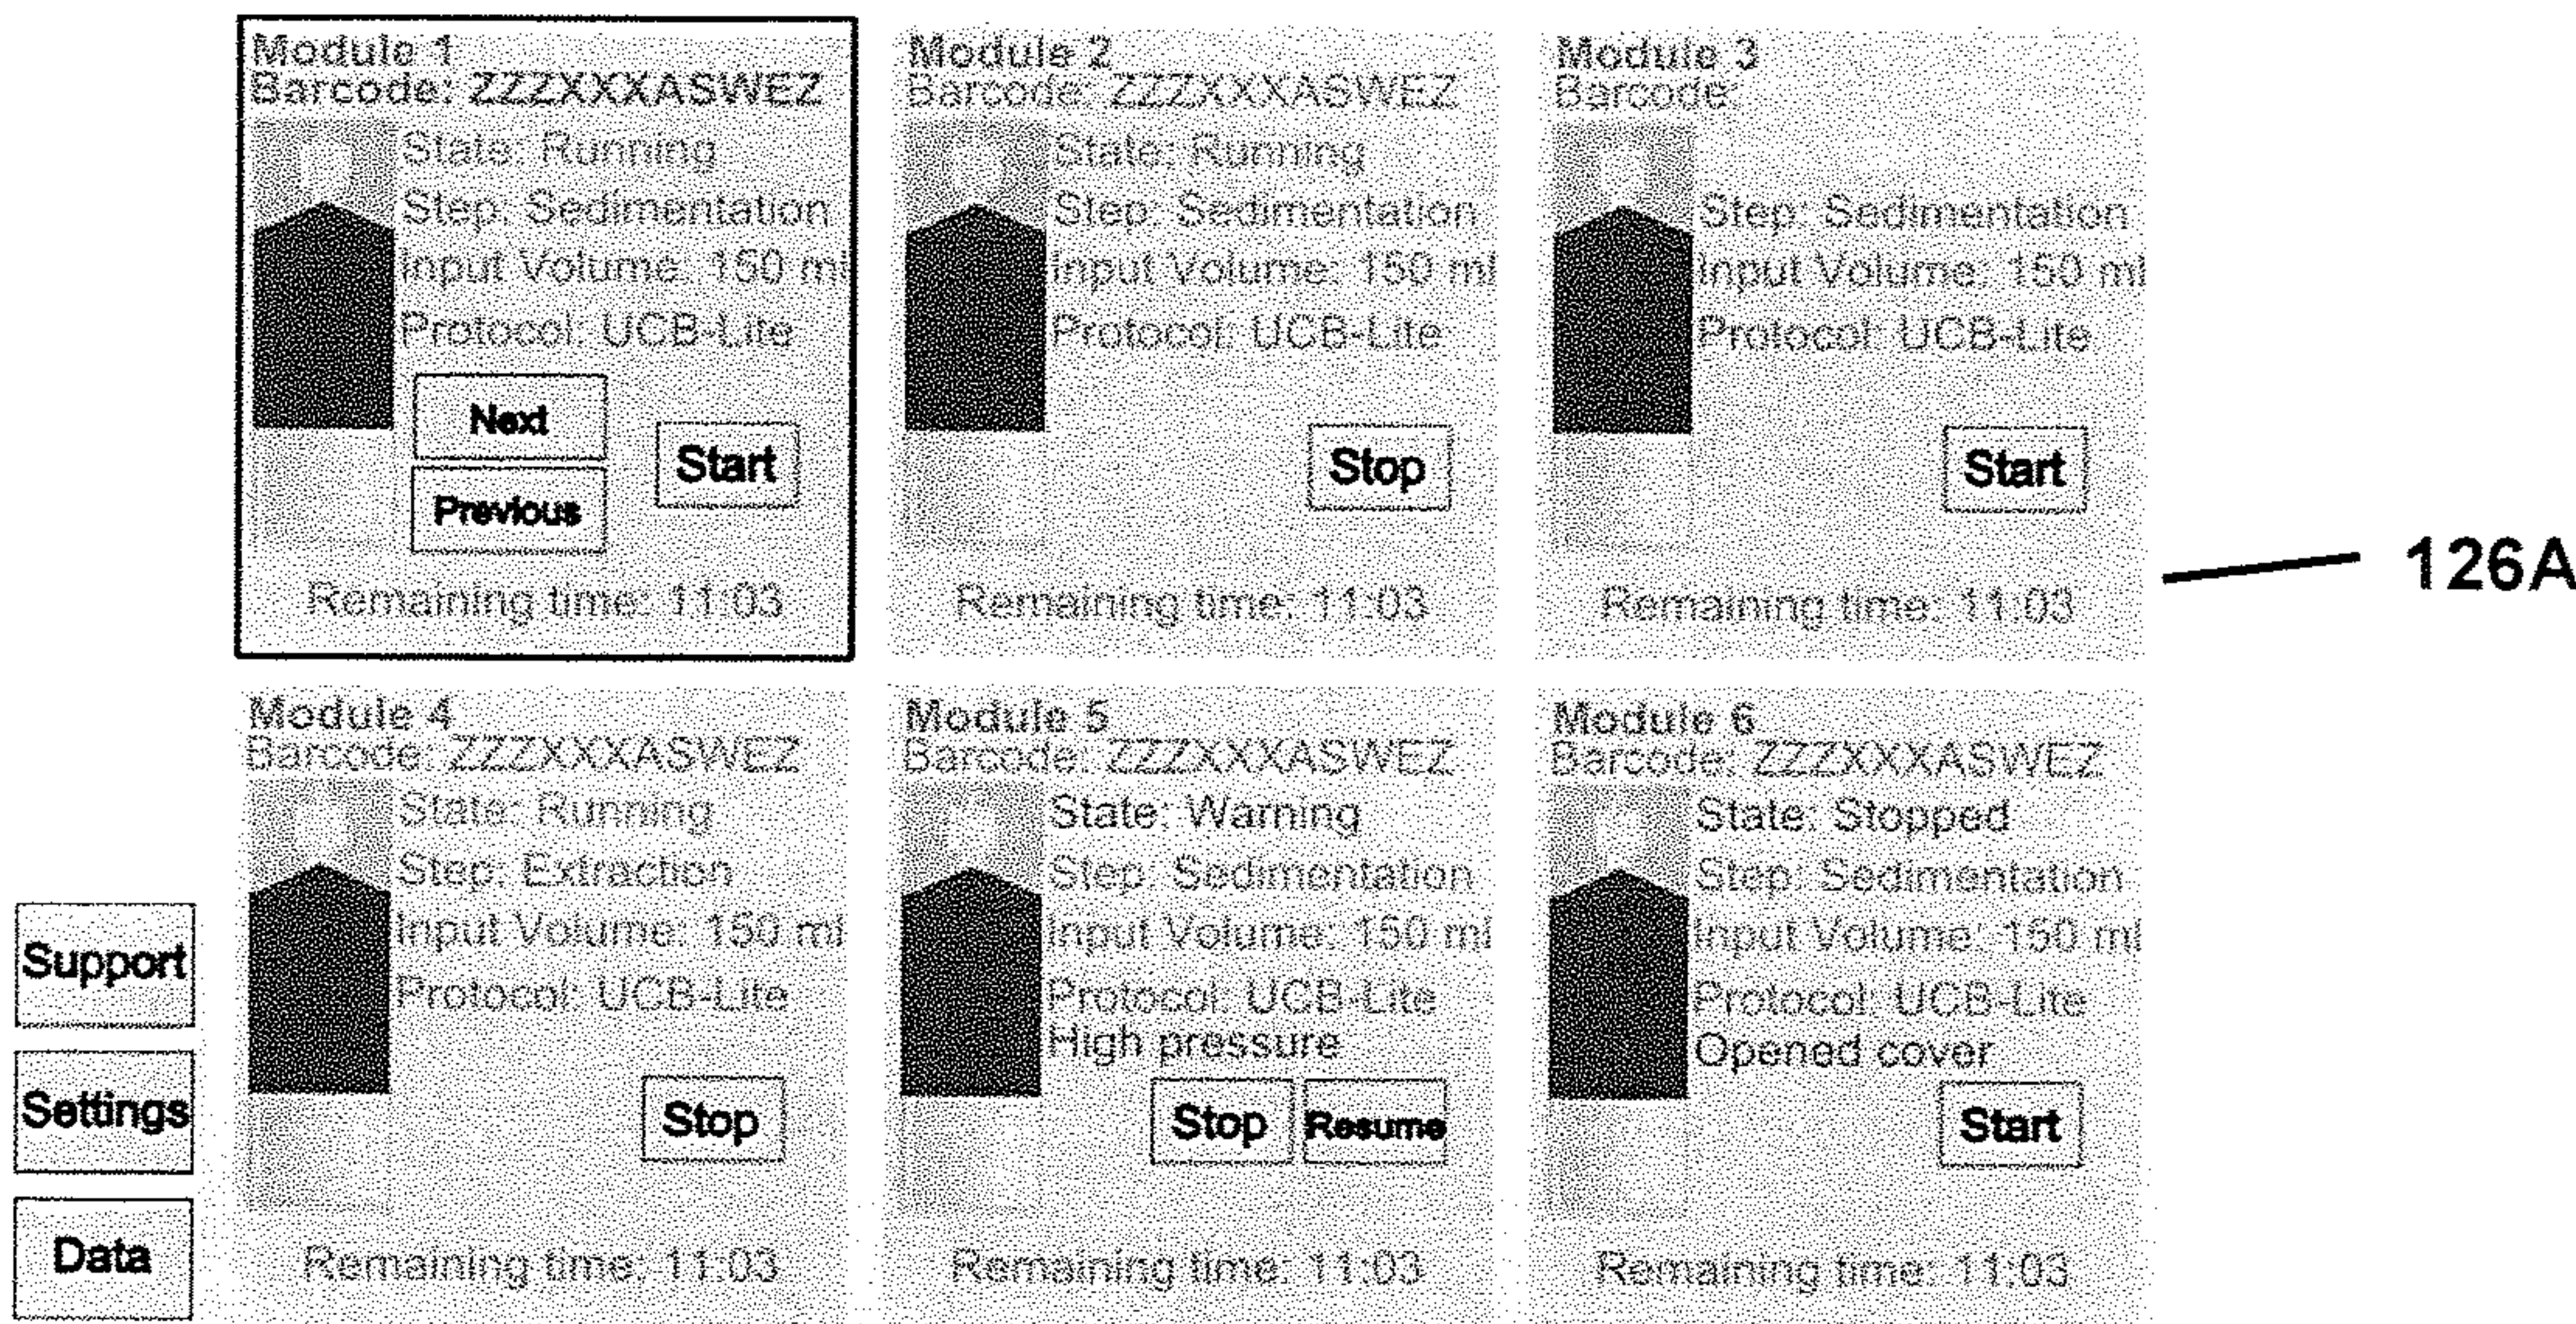 Module 1
Barcode: ZZZXXXASWEZ
State: Running
Step: Sedimentation
Input Volume: 150 ml
Protocol: UCB-Lite
Next
Start
Previous
Remaining time: 11:03
Module 2
Barcode: ZZZXXXASWEZ
State: Running
Step: Sedimentation
Input Volume: 150 ml
Protocol: UCB-Lite
Stop
Remaining time: 11:03
Module 3
Barcode:
Step: Sedimentation
Input Volume: 150 ml
Protocol: UCB-Lite
Start
Remaining time: 11:03
126A
Module 4
Barcode: ZZZXXXASWEZ
State: Running
Step: Extraction
Input Volume: 150 ml
Protocol: UCB-Lite
Stop
Remaining time: 11:03
Module 5
Barcode: ZZZXXXASWEZ
State: Warning
Step: Sedimentation
Input Volume: 150 ml
Protocol: UCB-Lite
High pressure
Stop Resume
Remaining time: 11:03
Module 6
Barcode: ZZZXXXASWEZ
State: Stopped
Step: Sedimentation
Input Volume: 150 ml
Protocol: UCB-Lite
Opened cover
Start
Remaining time: 11:03
Support
Settings
Data